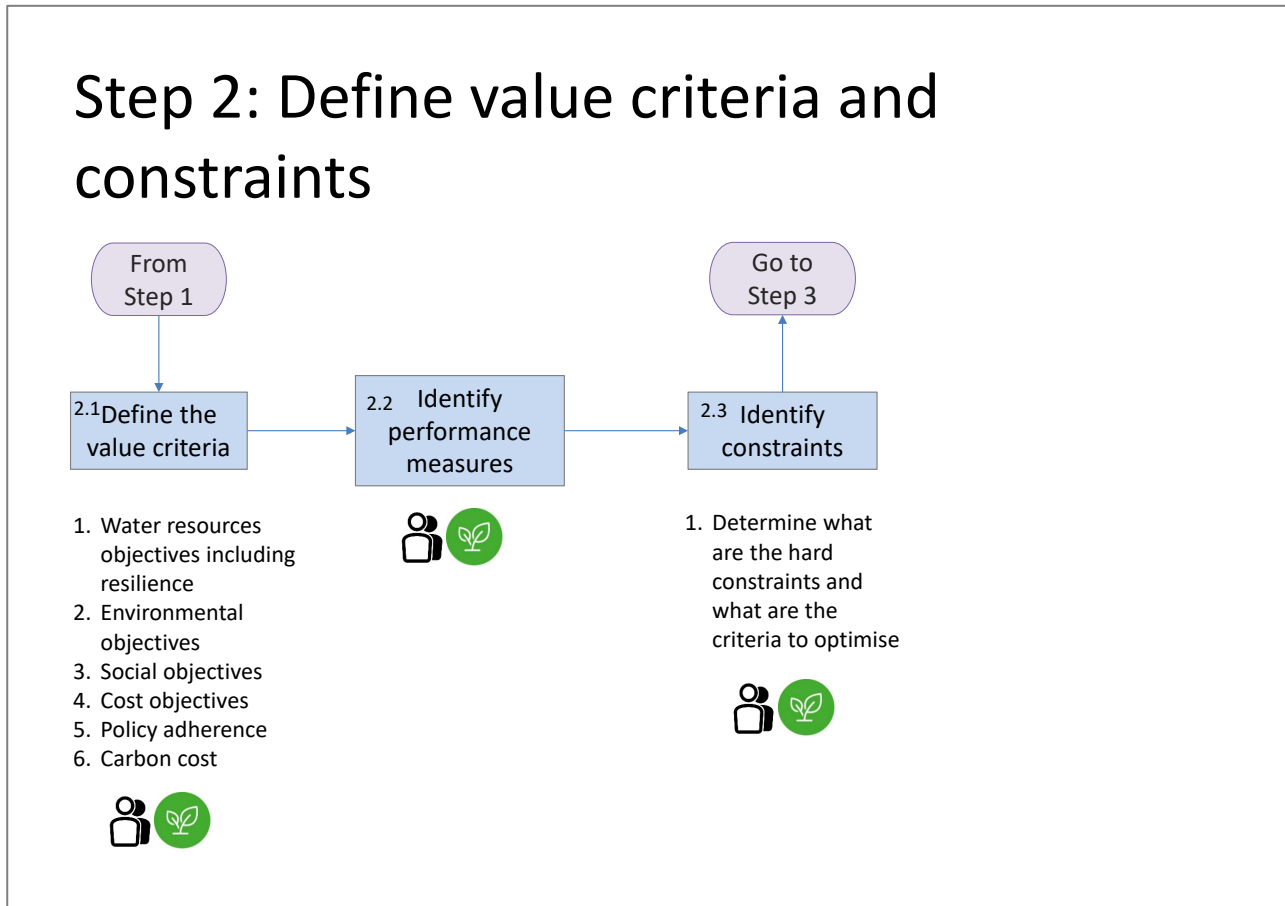 Step 2: Define value criteria and
constraints
From
Step 1
Go to
Step 3
2.1 Define the
value criteria
2.2 Identify
performance
measures
2.3 Identify
constraints
1. Water resources
objectives including
resilience
2. Environmental
objectives
3. Social objectives
4. Cost objectives
5. Policy adherence
6. Carbon cost
1. Determine what
are the hard
constraints and
what are the
criteria to optimise